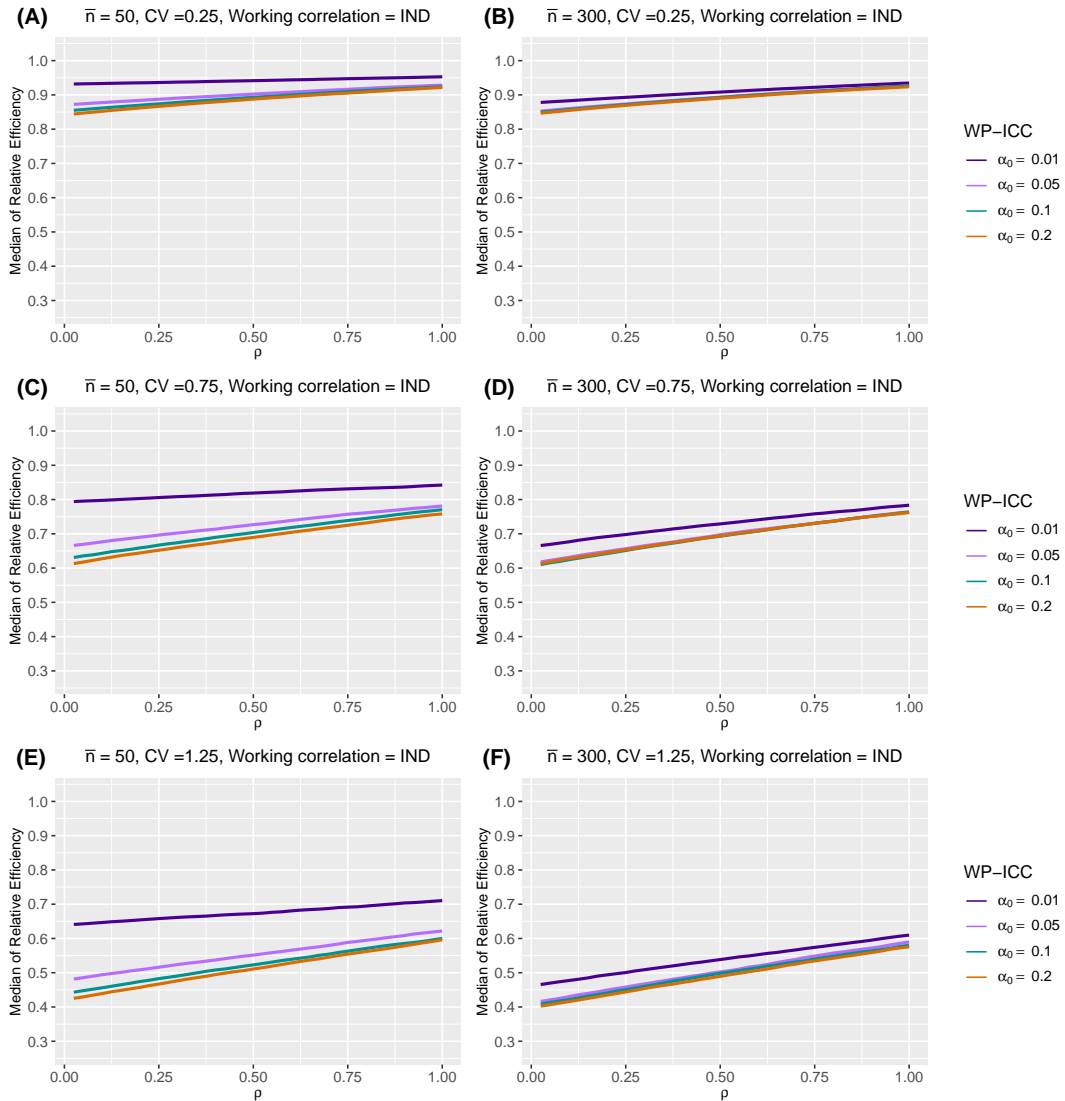 (A) n̅ = 50, CV =0.25, Working correlation = IND
Median of Relative Efficiency
1.0
0.9
0.8
0.7
0.6
0.5
0.4
0.3
0.00 0.25 0.50 0.75 1.00
ρ
(B) n̅ = 300, CV =0.25, Working correlation = IND
Median of Relative Efficiency
1.0
0.9
0.8
0.7
0.6
0.5
0.4
0.3
0.00 0.25 0.50 0.75 1.00
ρ
WP−ICC
α₀ = 0.01
α₀ = 0.05
α₀ = 0.1
α₀ = 0.2
(C) n̅ = 50, CV =0.75, Working correlation = IND
Median of Relative Efficiency
1.0
0.9
0.8
0.7
0.6
0.5
0.4
0.3
0.00 0.25 0.50 0.75 1.00
ρ
(D) n̅ = 300, CV =0.75, Working correlation = IND
Median of Relative Efficiency
1.0
0.9
0.8
0.7
0.6
0.5
0.4
0.3
0.00 0.25 0.50 0.75 1.00
ρ
WP−ICC
α₀ = 0.01
α₀ = 0.05
α₀ = 0.1
α₀ = 0.2
(E) n̅ = 50, CV =1.25, Working correlation = IND
Median of Relative Efficiency
1.0
0.9
0.8
0.7
0.6
0.5
0.4
0.3
0.00 0.25 0.50 0.75 1.00
ρ
(F) n̅ = 300, CV =1.25, Working correlation = IND
Median of Relative Efficiency
1.0
0.9
0.8
0.7
0.6
0.5
0.4
0.3
0.00 0.25 0.50 0.75 1.00
ρ
WP−ICC
α₀ = 0.01
α₀ = 0.05
α₀ = 0.1
α₀ = 0.2